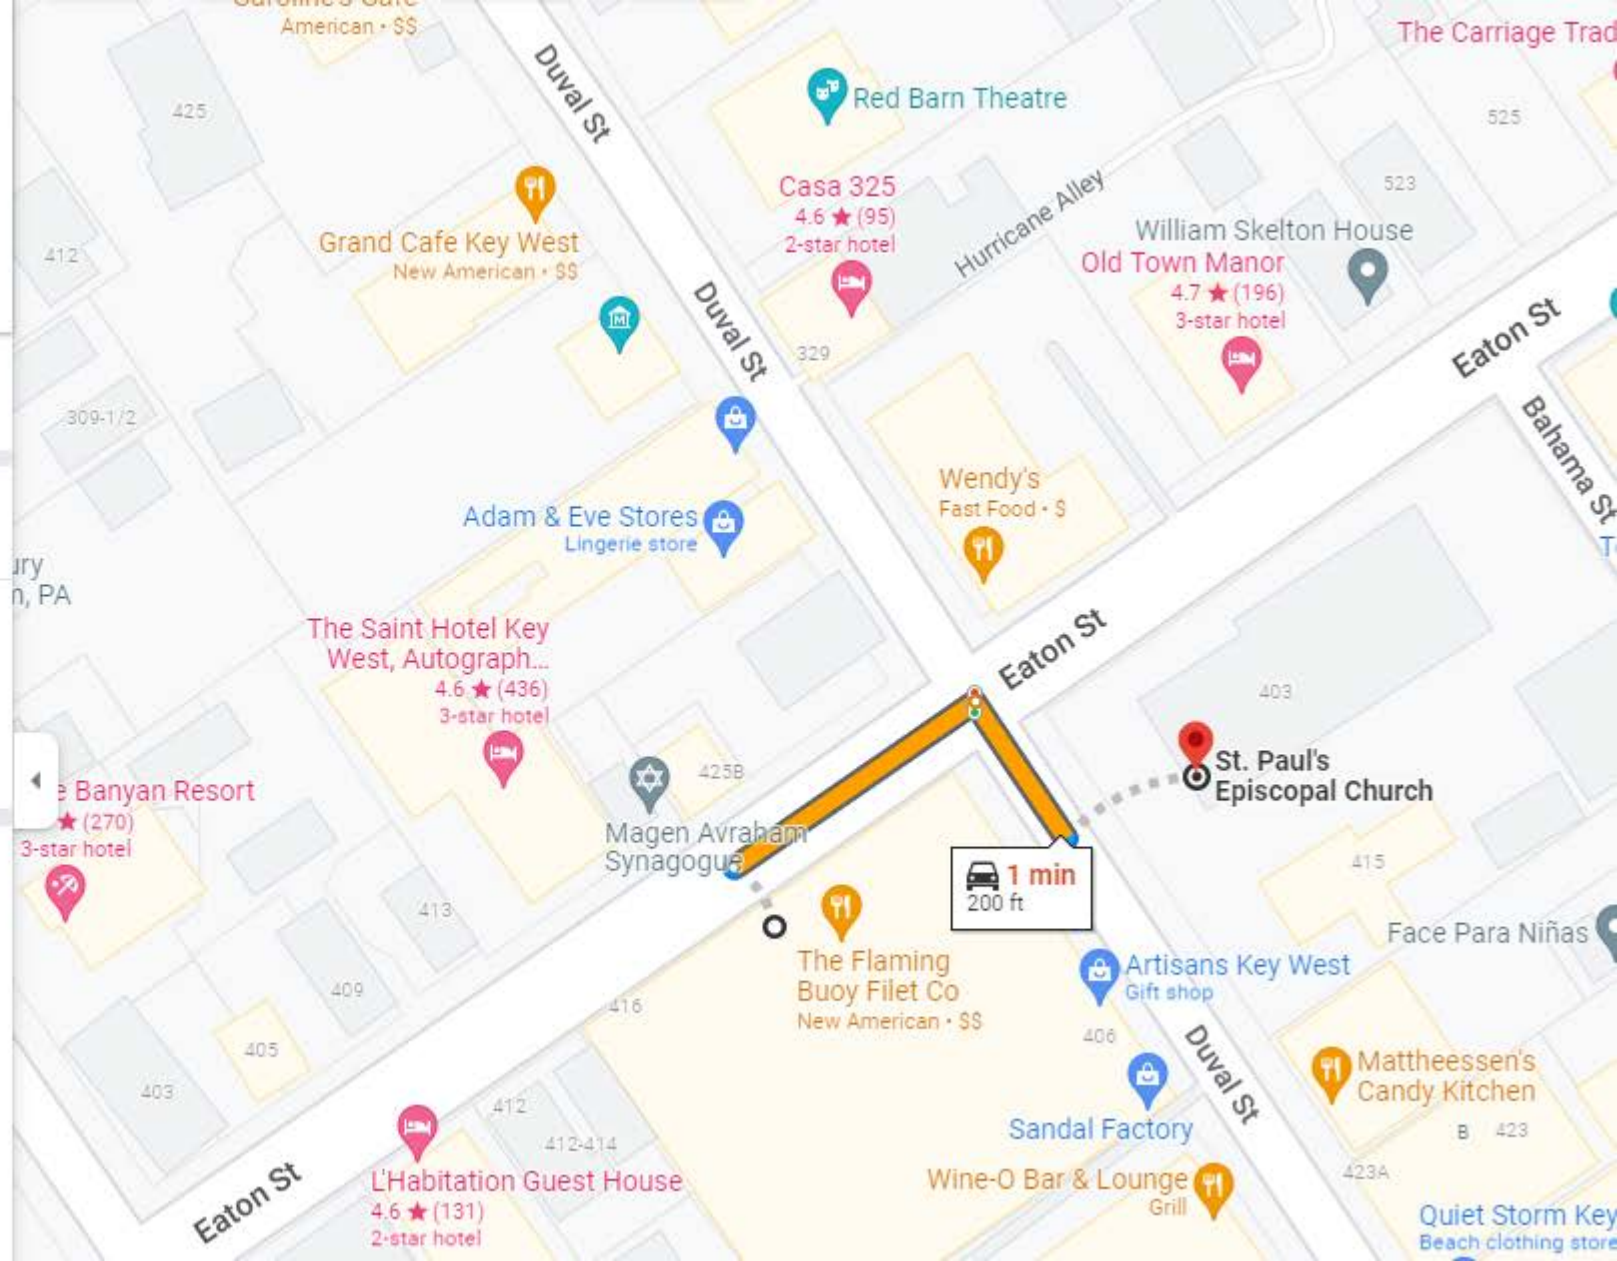 American • $$
Duval St
The Carriage Trad
Red Barn Theatre
425
525
Casa 325
4.6 ★ (95)
2-star hotel
523
Hurricane Alley
William Skelton House
Old Town Manor
4.7 ★ (196)
3-star hotel
Grand Cafe Key West
New American • $$
412
Duval St
329
Eaton St
309-1/2
Bahama St
Wendy's
Fast Food • $
Adam & Eve Stores
Lingerie store
n, PA
The Saint Hotel Key
West, Autograph...
4.6 ★ (436)
3-star hotel
Eaton St
403
425B
St. Paul's
Episcopal Church
e Banyan Resort
★ (270)
3-star hotel
Magen Avraham
Synagogue
1 min
200 ft
415
413
Face Para Niñas
The Flaming
Buoy Filet Co
New American • $$
Artisans Key West
Gift shop
409
416
406
405
Duval St
Mattheessen's
Candy Kitchen
403
412
412-414
Sandal Factory
B 423
423A
L'Habitation Guest House
4.6 ★ (131)
2-star hotel
Eaton St
Wine-O Bar & Lounge
Grill
Quiet Storm Key
Beach clothing store